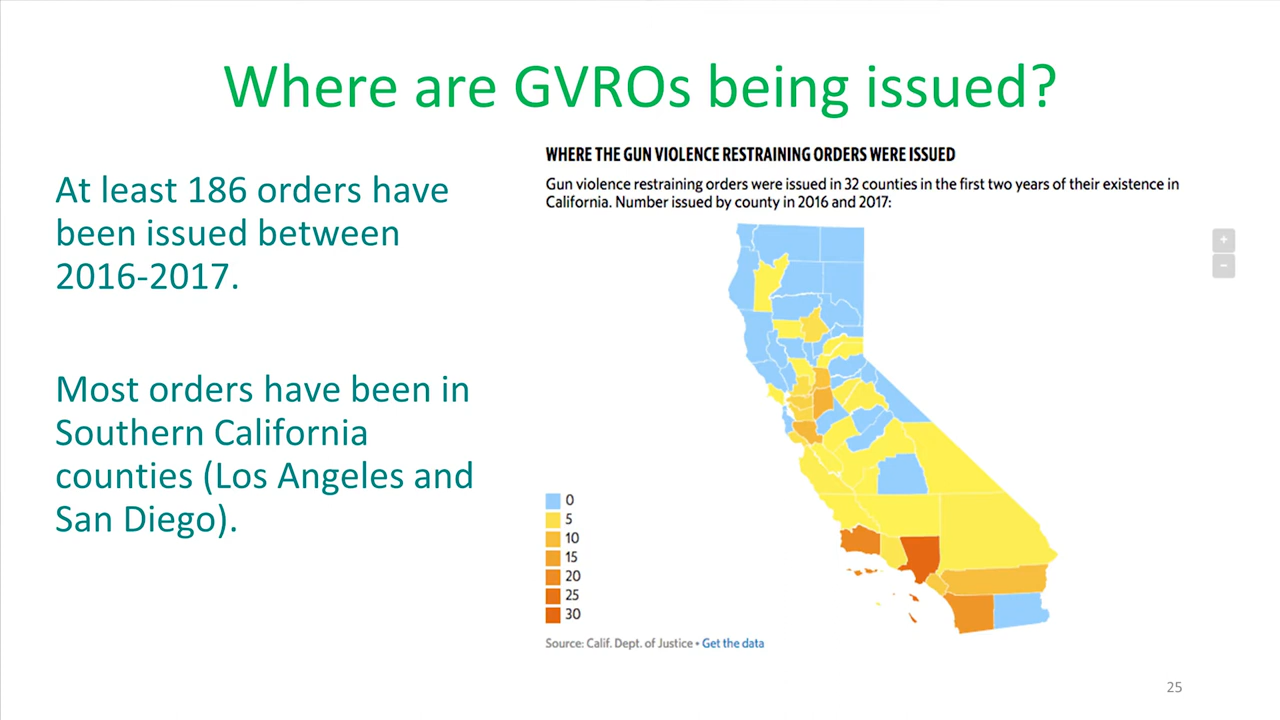 Where are GVROs being issued?
At least 186 orders have
been issued between
2016-2017.
Most orders have been in
Southern California
counties (Los Angeles and
San Diego).
WHERE THE GUN VIOLENCE RESTRAINING ORDERS WERE ISSUED
Gun violence restraining orders were issued in 32 counties in the first two years of their existence in
California. Number issued by county in 2016 and 2017:
+
−
0
5
10
15
20
25
30
Source: Calif. Dept. of Justice • Get the data
25